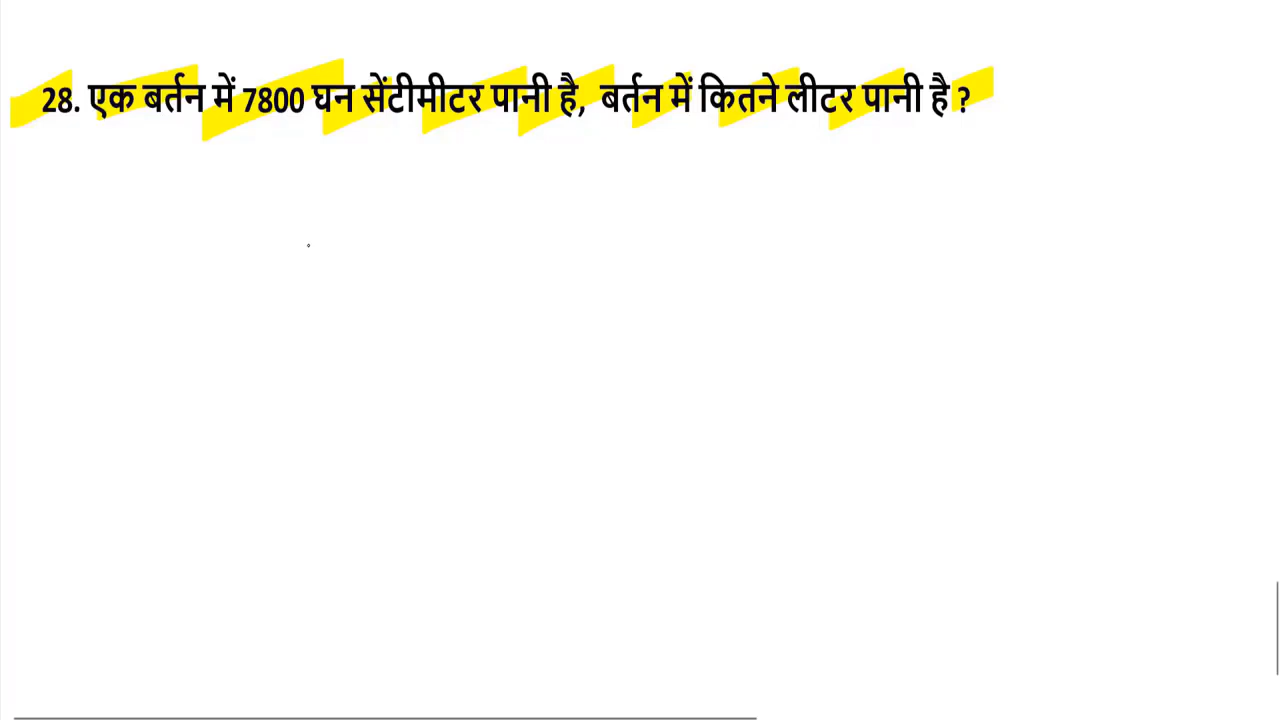 28. एक बर्तन में 7800 घन सेंटीमीटर पानी है, बर्तन में कितने लीटर पानी है ?